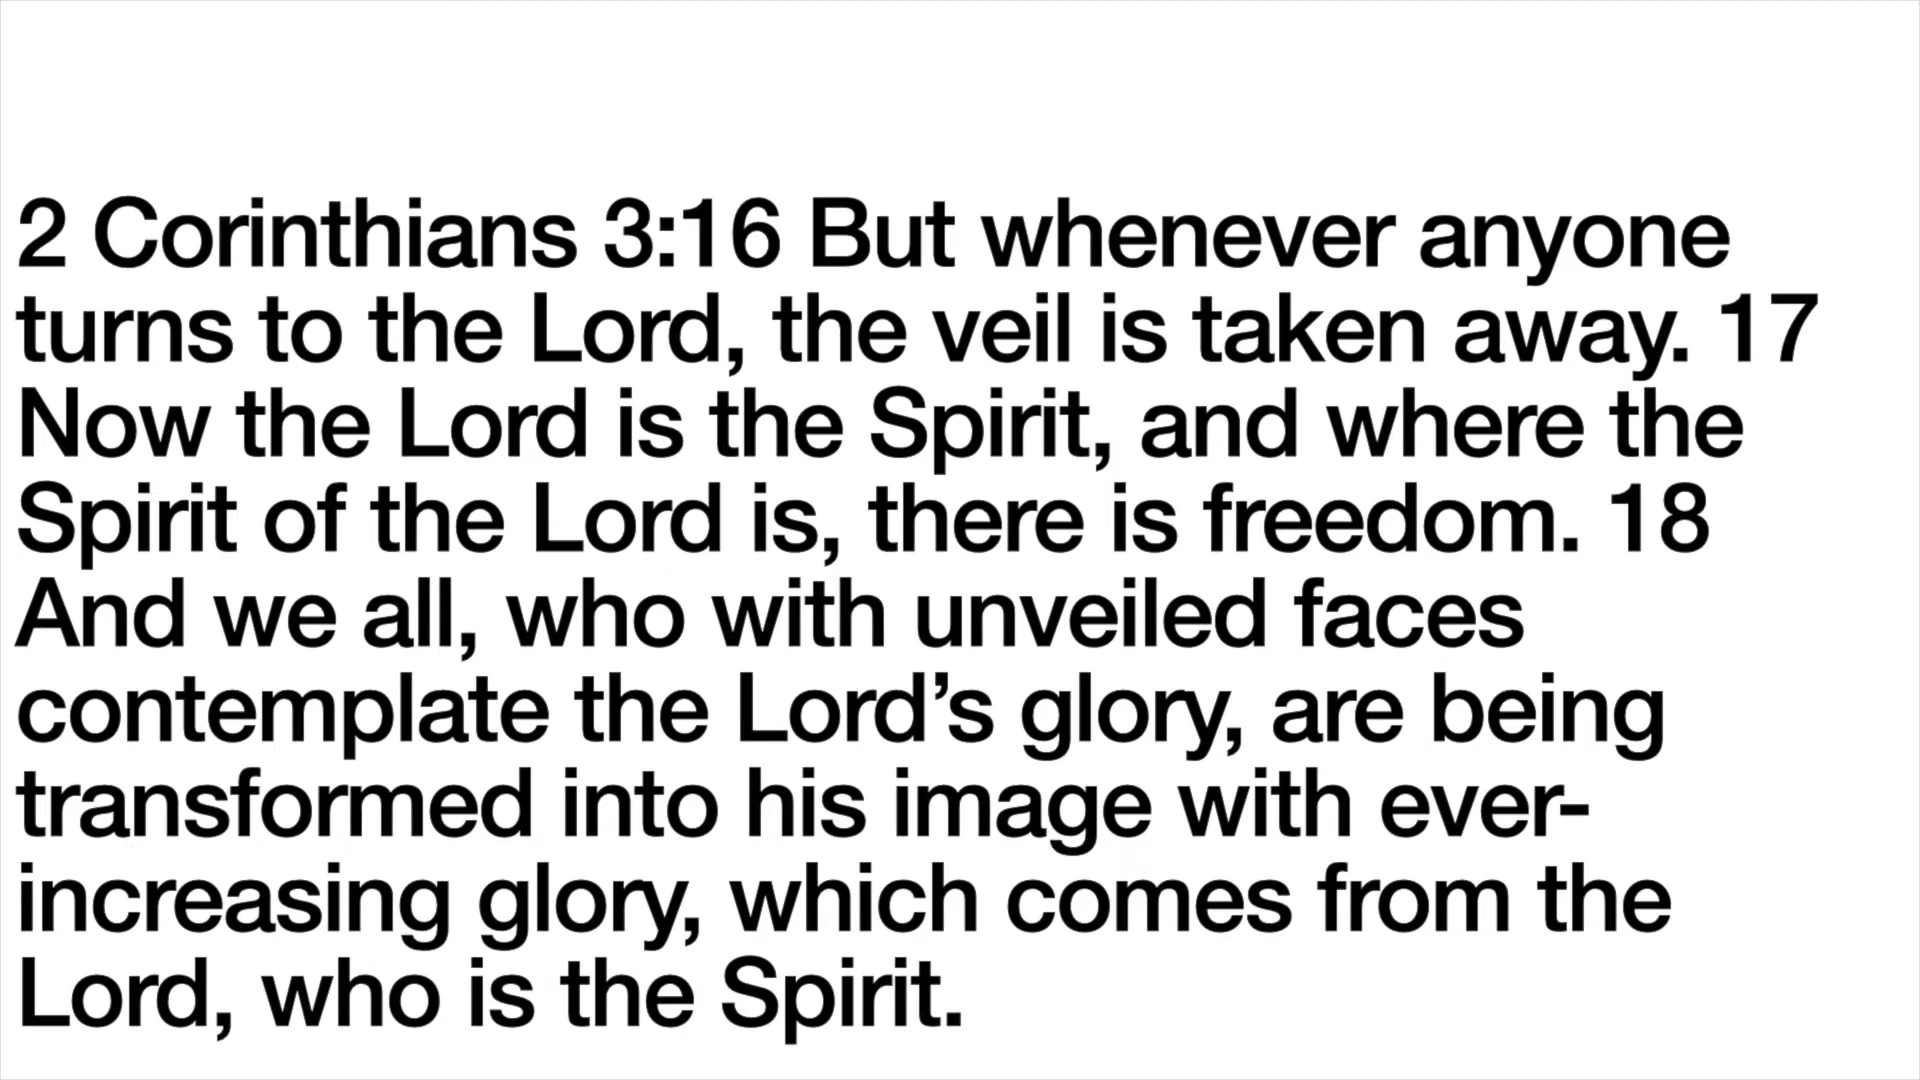 2 Corinthians 3:16 But whenever anyone
turns to the Lord, the veil is taken away. 17
Now the Lord is the Spirit, and where the
Spirit of the Lord is, there is freedom. 18
And we all, who with unveiled faces
contemplate the Lord’s glory, are being
transformed into his image with ever-
increasing glory, which comes from the
Lord, who is the Spirit.